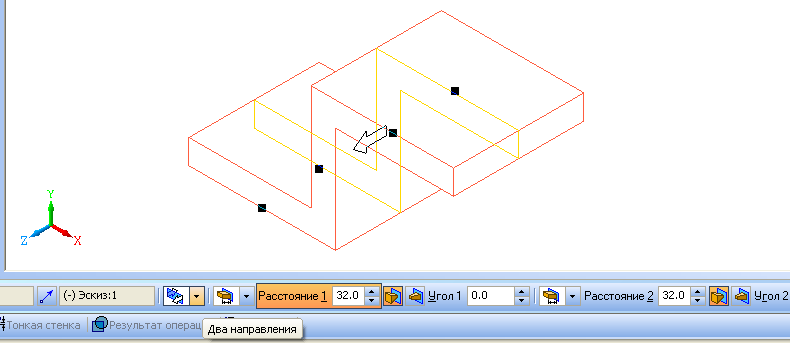 Y
Z
X
(-) Эскиз:1
Расстояние 1
32.0
Угол 1
0.0
Расстояние 2
32.0
Угол 2
Тонкая стенка
Результат операц
Два направления